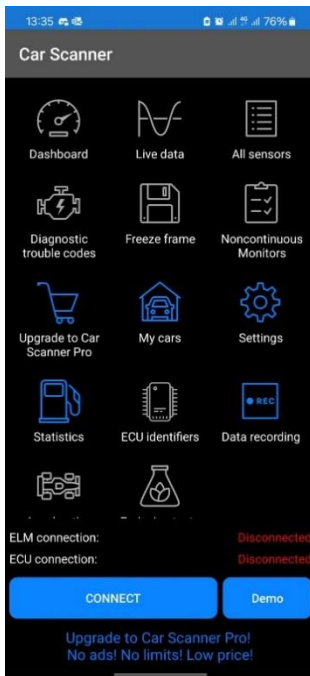 13:35 76%
Car Scanner
Dashboard Live data All sensors
Diagnostic Freeze frame Noncontinuous
trouble codes Monitors
Upgrade to Car My cars Settings
Scanner Pro
Statistics ECU identifiers Data recording
REC
ELM connection: Disconnected
ECU connection: Disconnected
CONNECT Demo
Upgrade to Car Scanner Pro!
No ads! No limits! Low price!